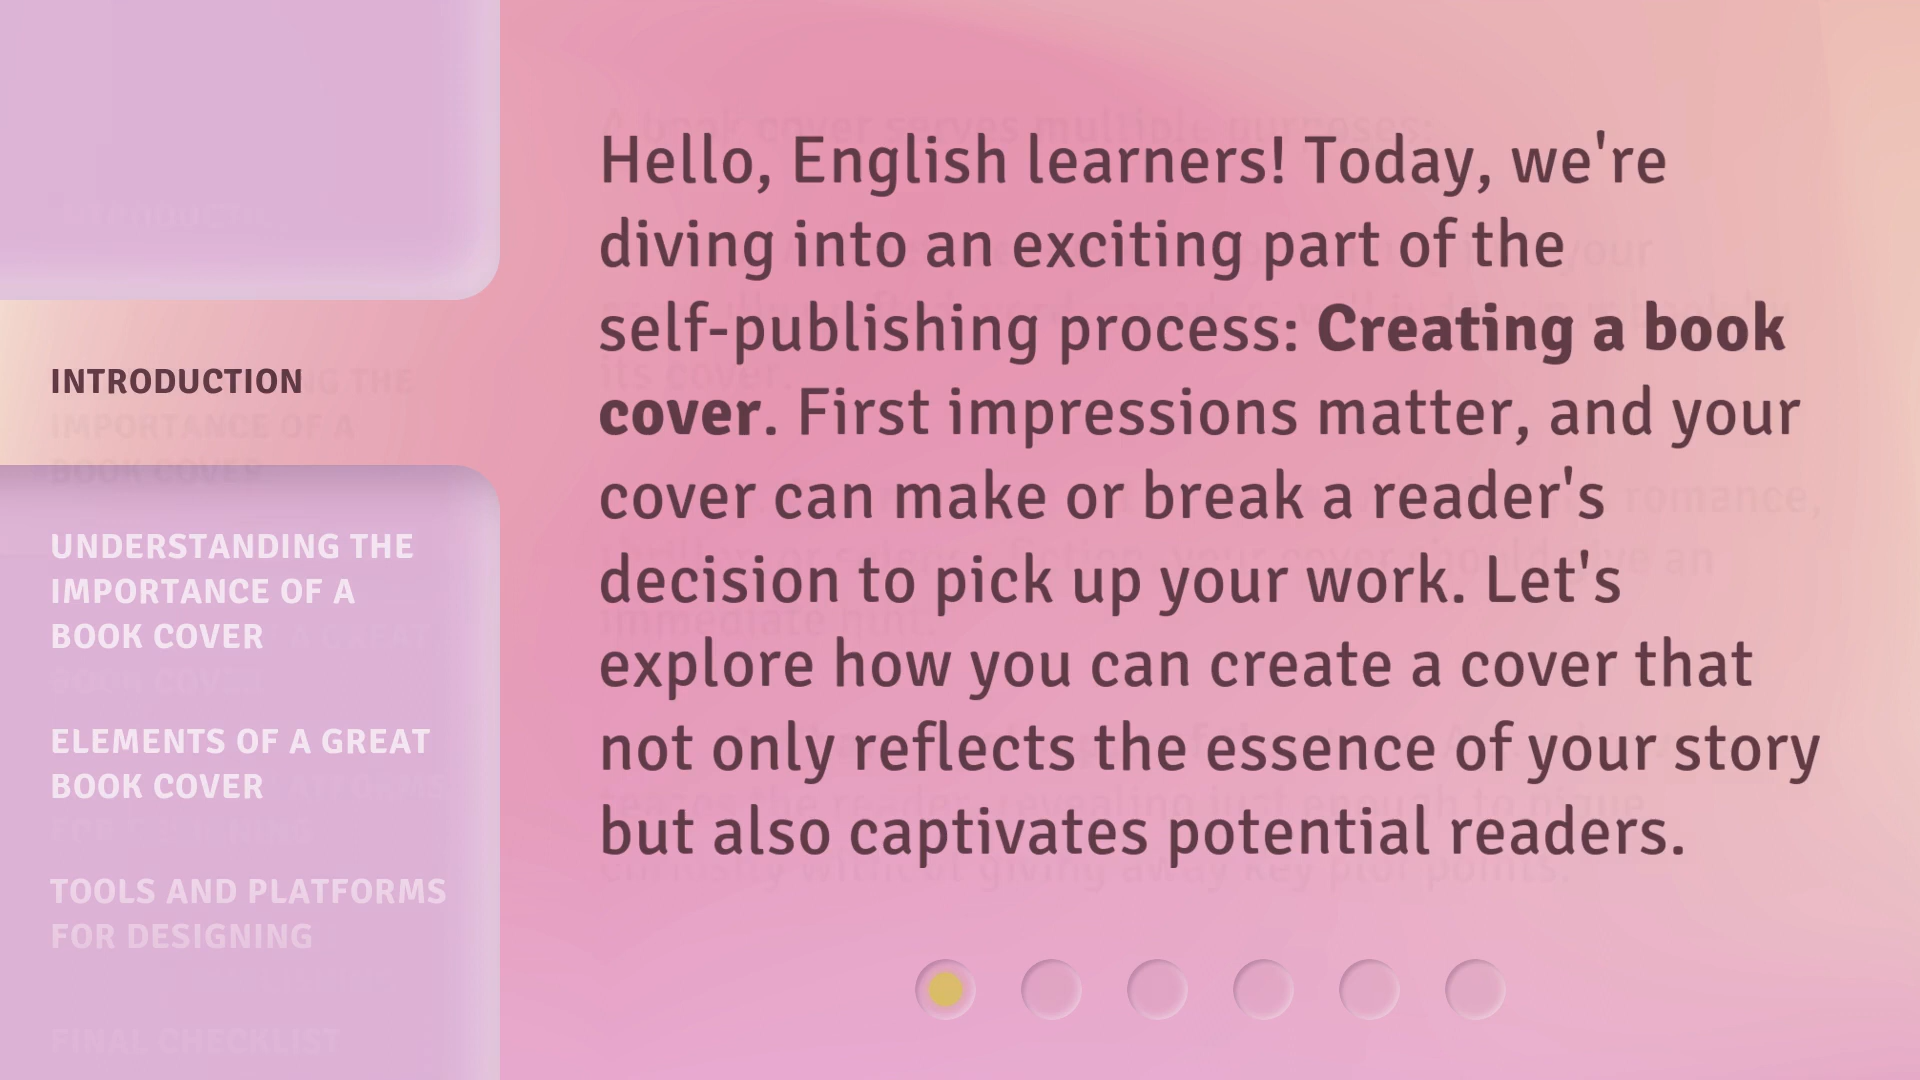 INTRODUCTION
UNDERSTANDING THE
IMPORTANCE OF A
BOOK COVER
ELEMENTS OF A GREAT
BOOK COVER
TOOLS AND PLATFORMS
FOR DESIGNING
FINAL CHECKLIST
Hello, English learners! Today, we're
diving into an exciting part of the
self-publishing process: Creating a book
cover. First impressions matter, and your
cover can make or break a reader's
decision to pick up your work. Let's
explore how you can create a cover that
not only reflects the essence of your story
but also captivates potential readers.